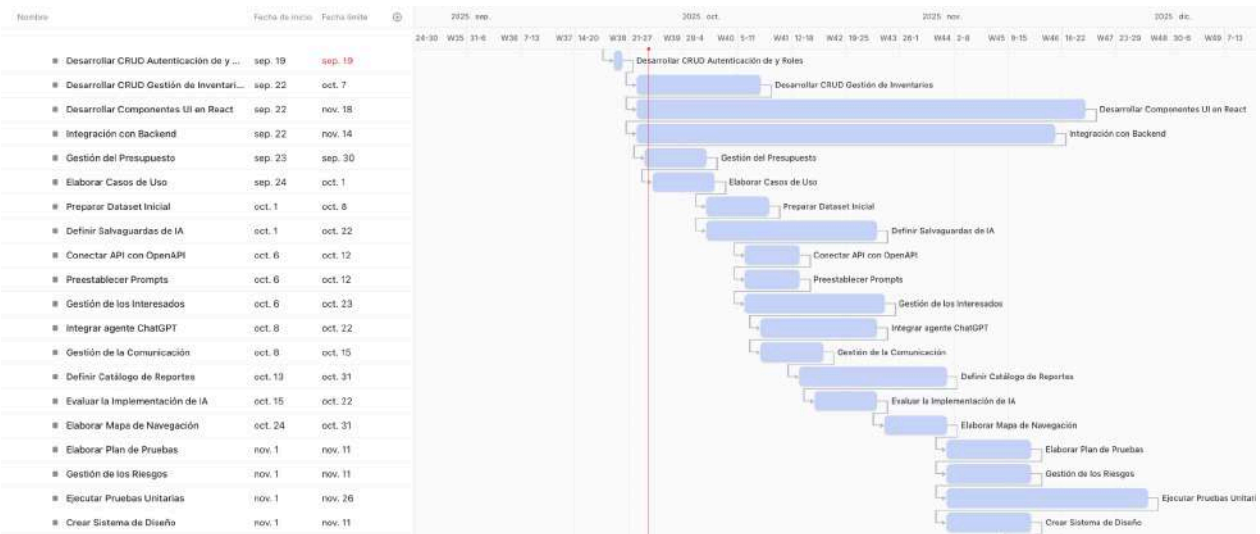 Nombre Fecha de inicio Fecha límite 2025 sep. 2025 oct. 2025 nov. 2025 dic.
24-30 W35 31-6 W36 7-13 W37 14-20 W38 21-27 W39 28-4 W40 5-11 W41 12-18 W42 19-25 W43 26-1 W44 2-8 W45 9-15 W46 16-22 W47 23-29 W48 30-6 W49 7-13
Desarrollar CRUD Autenticación de y ... sep. 19 sep. 19 Desarrollar CRUD Autenticación de y Roles
Desarrollar CRUD Gestión de Inventari... sep. 22 oct. 7 Desarrollar CRUD Gestión de Inventarios
Desarrollar Componentes UI en React sep. 22 nov. 18 Desarrollar Componentes UI en React
Integración con Backend sep. 22 nov. 14 Integración con Backend
Gestión del Presupuesto sep. 23 sep. 30 Gestión del Presupuesto
Elaborar Casos de Uso sep. 24 oct. 1 Elaborar Casos de Uso
Preparar Dataset Inicial oct. 1 oct. 8 Preparar Dataset Inicial
Definir Salvaguardas de IA oct. 1 oct. 22 Definir Salvaguardas de IA
Conectar API con OpenAPI oct. 6 oct. 12 Conectar API con OpenAPI
Preestablecer Prompts oct. 6 oct. 12 Preestablecer Prompts
Gestión de los Interesados oct. 6 oct. 23 Gestión de los Interesados
Integrar agente ChatGPT oct. 8 oct. 22 Integrar agente ChatGPT
Gestión de la Comunicación oct. 8 oct. 15 Gestión de la Comunicación
Definir Catálogo de Reportes oct. 13 oct. 31 Definir Catálogo de Reportes
Evaluar la Implementación de IA oct. 15 oct. 22 Evaluar la Implementación de IA
Elaborar Mapa de Navegación oct. 24 oct. 31 Elaborar Mapa de Navegación
Elaborar Plan de Pruebas nov. 1 nov. 11 Elaborar Plan de Pruebas
Gestión de los Riesgos nov. 1 nov. 11 Gestión de los Riesgos
Ejecutar Pruebas Unitarias nov. 1 nov. 26 Ejecutar Pruebas Unitari
Crear Sistema de Diseño nov. 1 nov. 11 Crear Sistema de Diseño